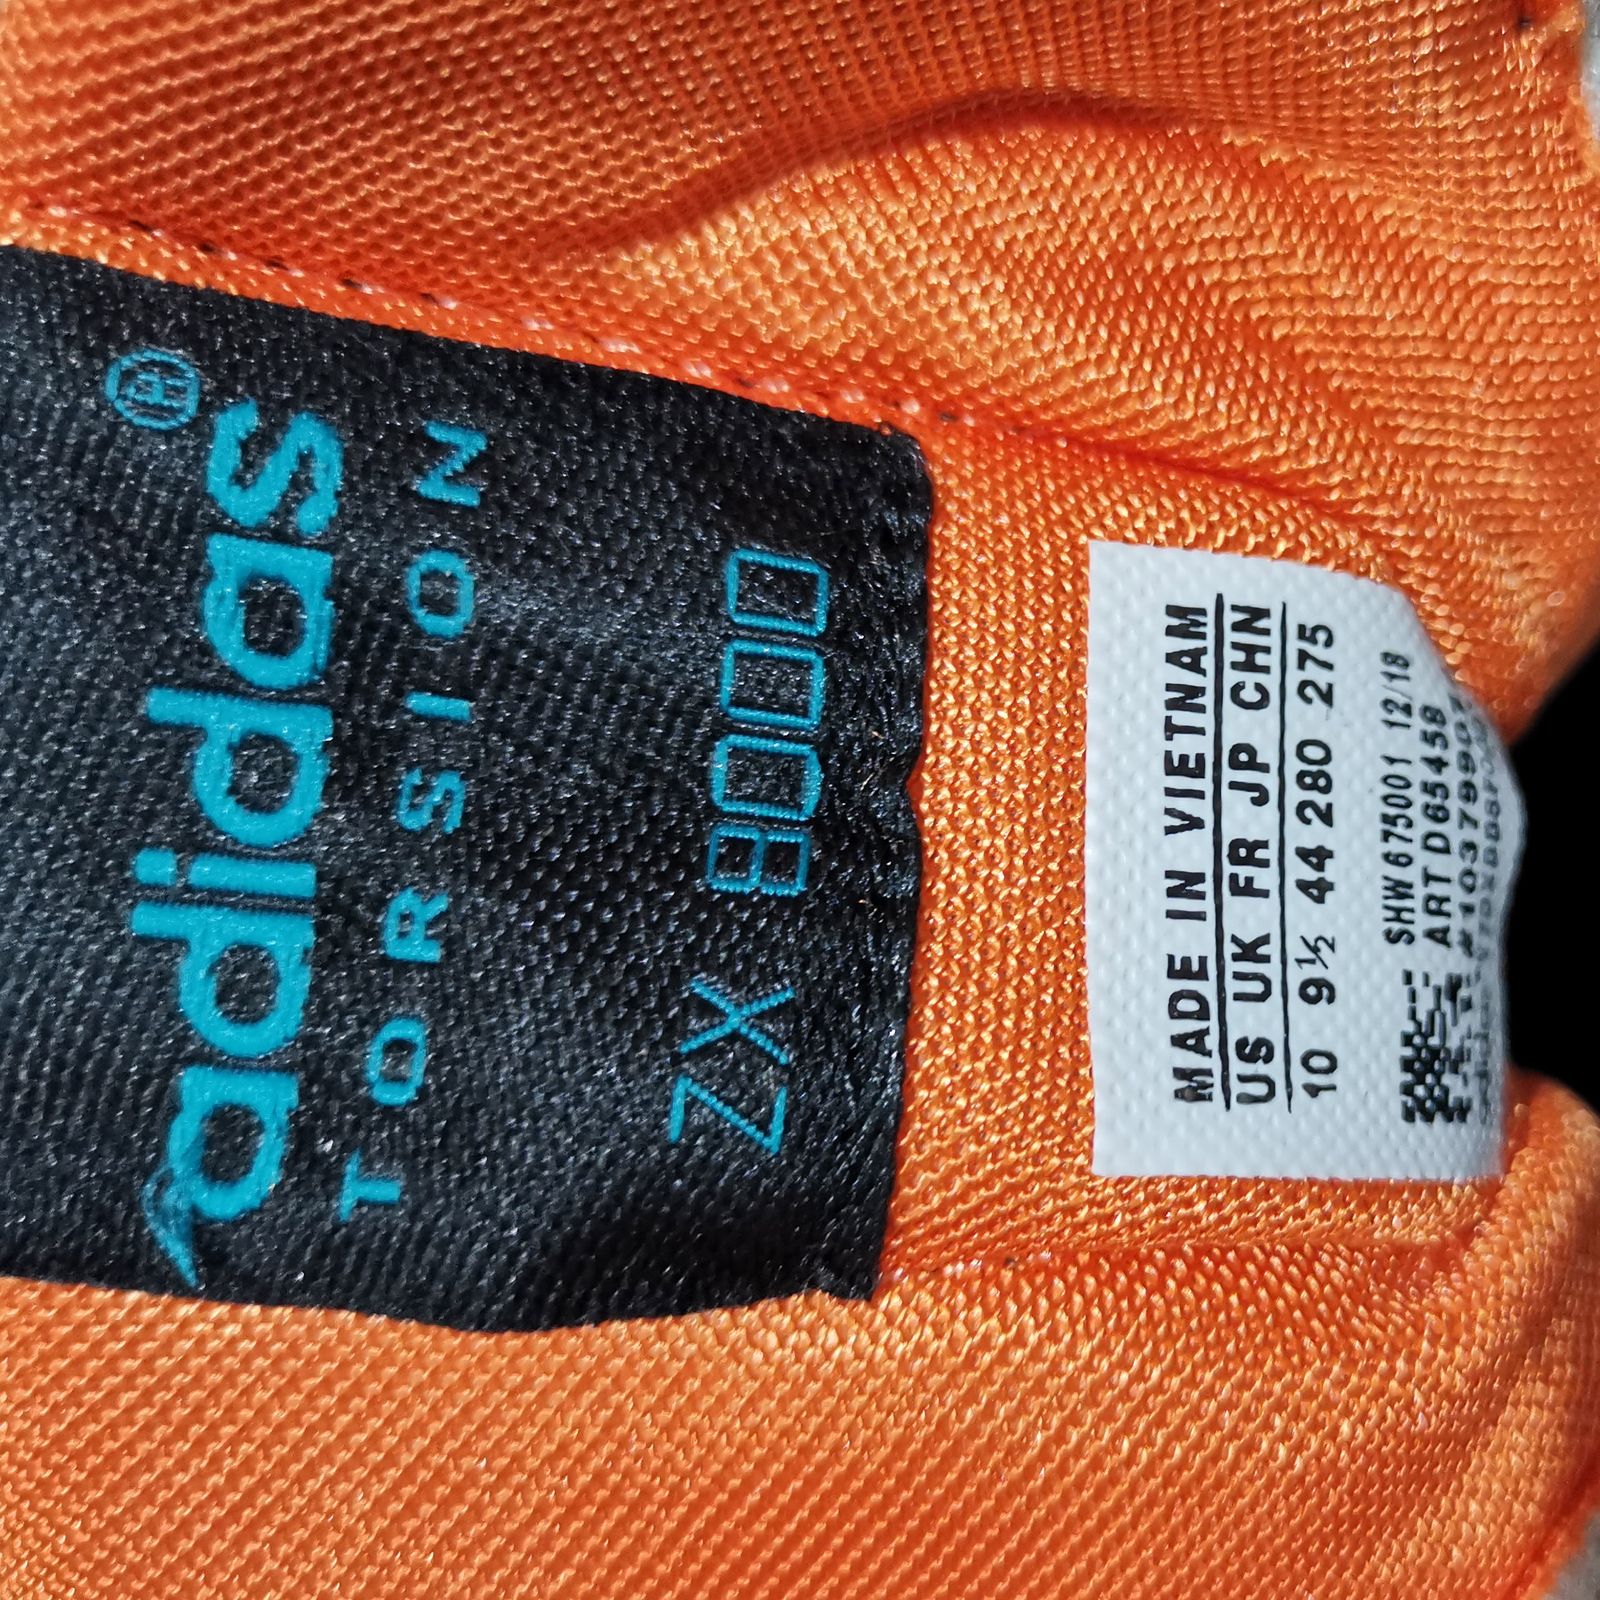 adidas®
TORSION
ZX 8000
MADE IN VIETNAM
US UK FR JP CHN
10 9½ 44 280 275
SHW 675001 12/18
ART D65458